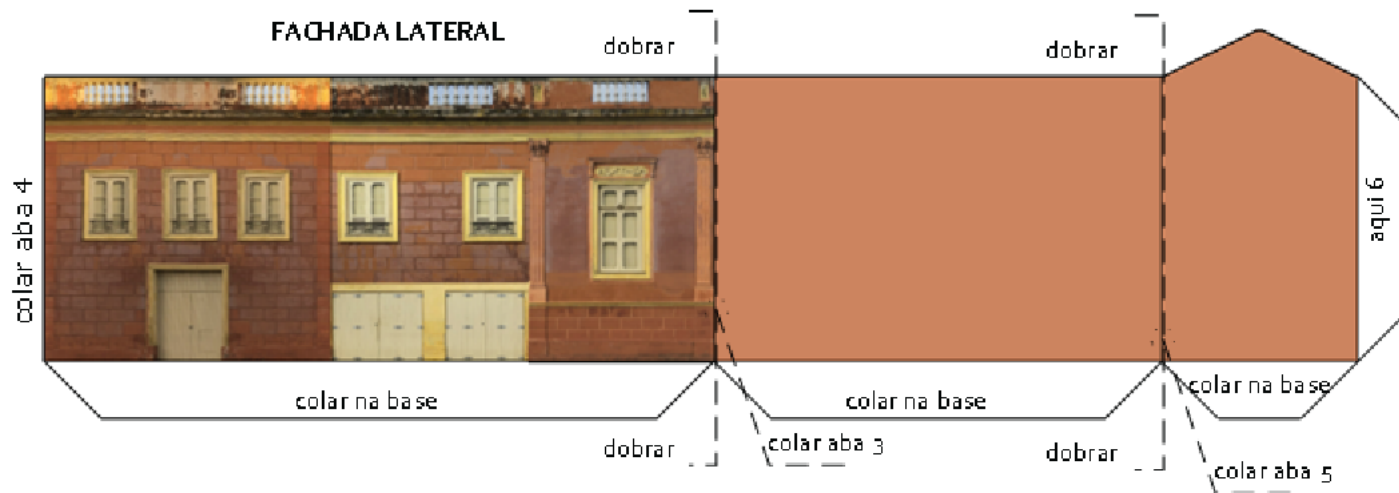 FACHADA LATERAL
dobrar
dobrar
colar aba 4
aqui 6
colar na base
colar na base
colar na base
dobrar
colar aba 3
dobrar
colar aba 5